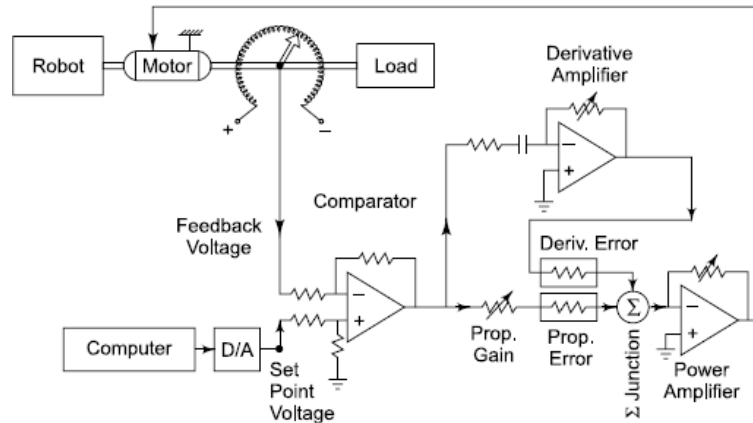 Robot
Motor
Load
+
−
Derivative
Amplifier
−
+
Feedback
Voltage
Comparator
−
+
Deriv. Error
Σ
−
+
Computer
D/A
Set
Point
Voltage
Prop.
Gain
Prop.
Error
Σ Junction
Power
Amplifier